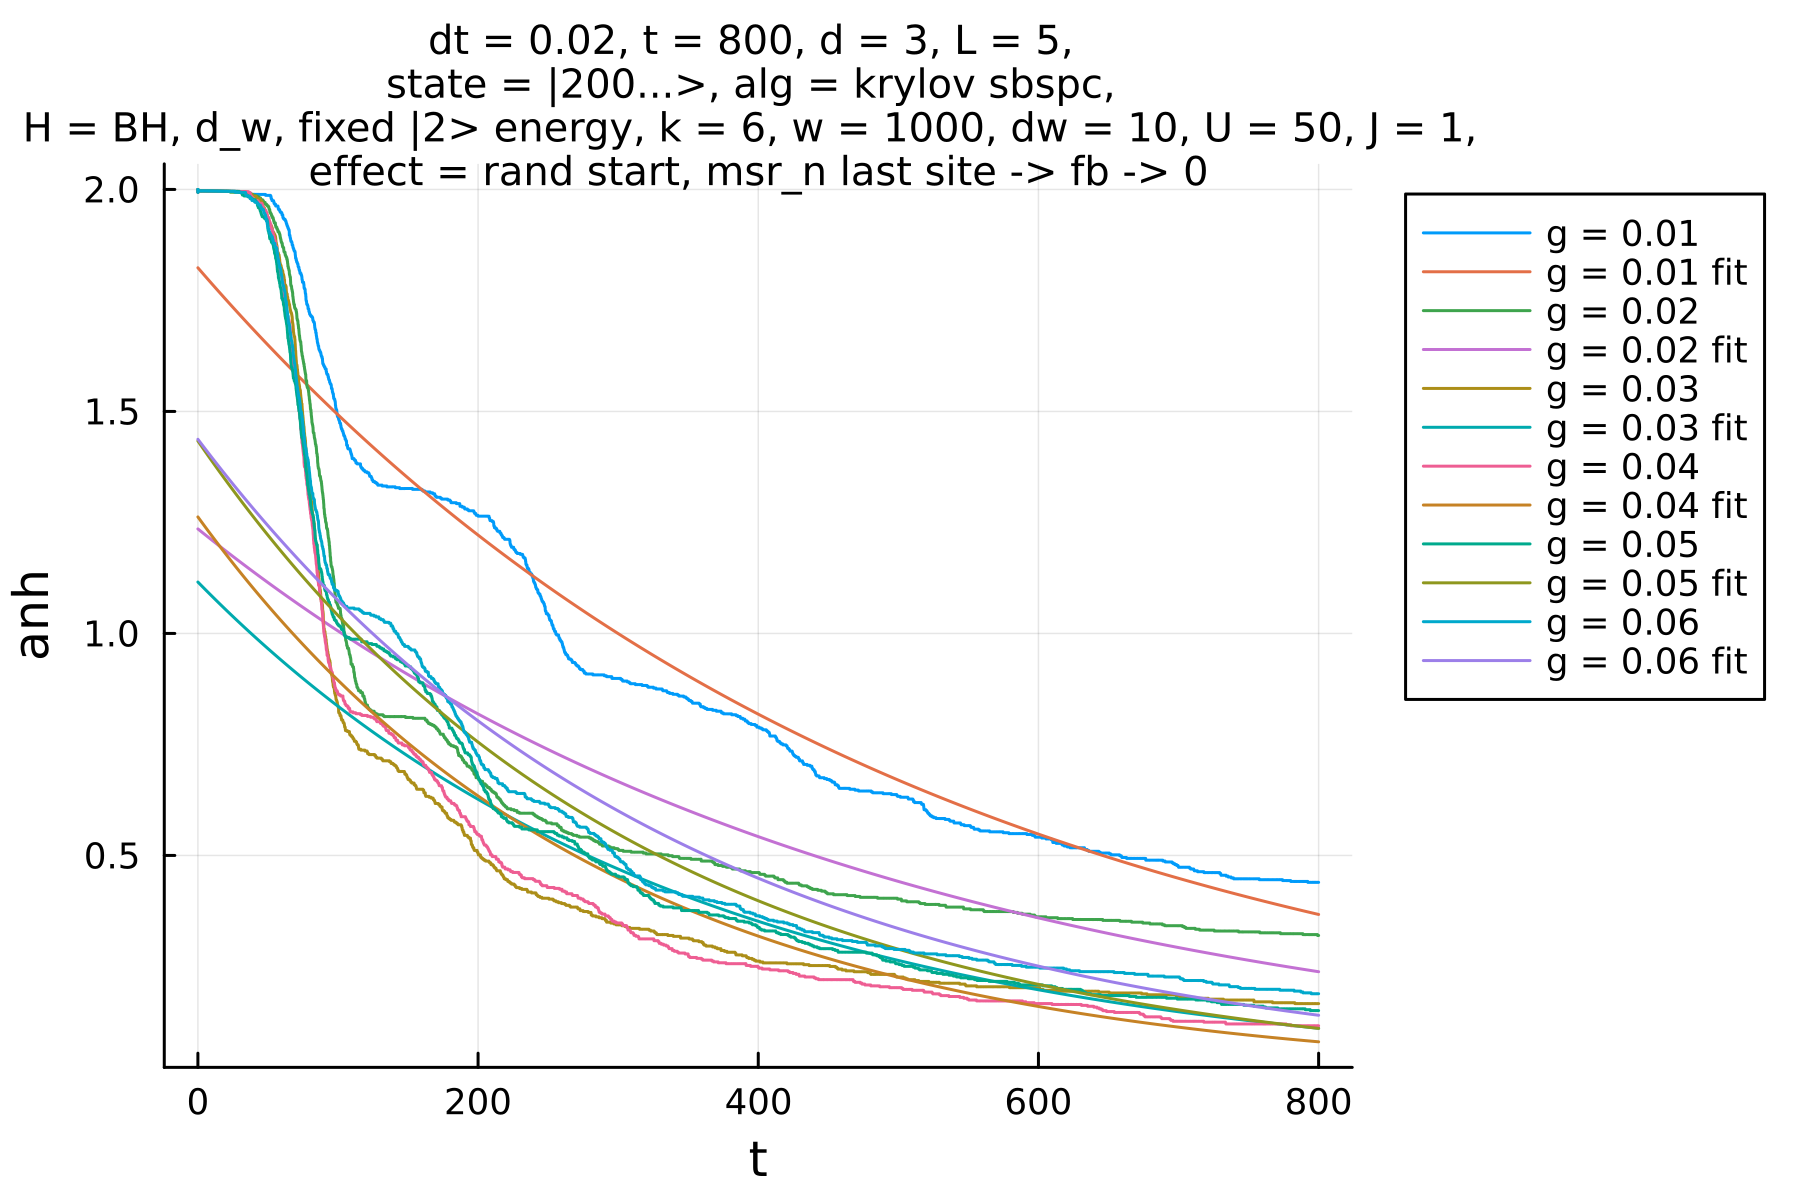 dt = 0.02, t = 800, d = 3, L = 5,
state = |200...>, alg = krylov sbspc,
H = BH, d_w, fixed |2> energy, k = 6, w = 1000, dw = 10, U = 50, J = 1,
effect = rand start, msr_n last site -> fb -> 0
2.0
1.5
1.0
0.5
anh
0
200
400
600
800
t
g = 0.01
g = 0.01 fit
g = 0.02
g = 0.02 fit
g = 0.03
g = 0.03 fit
g = 0.04
g = 0.04 fit
g = 0.05
g = 0.05 fit
g = 0.06
g = 0.06 fit